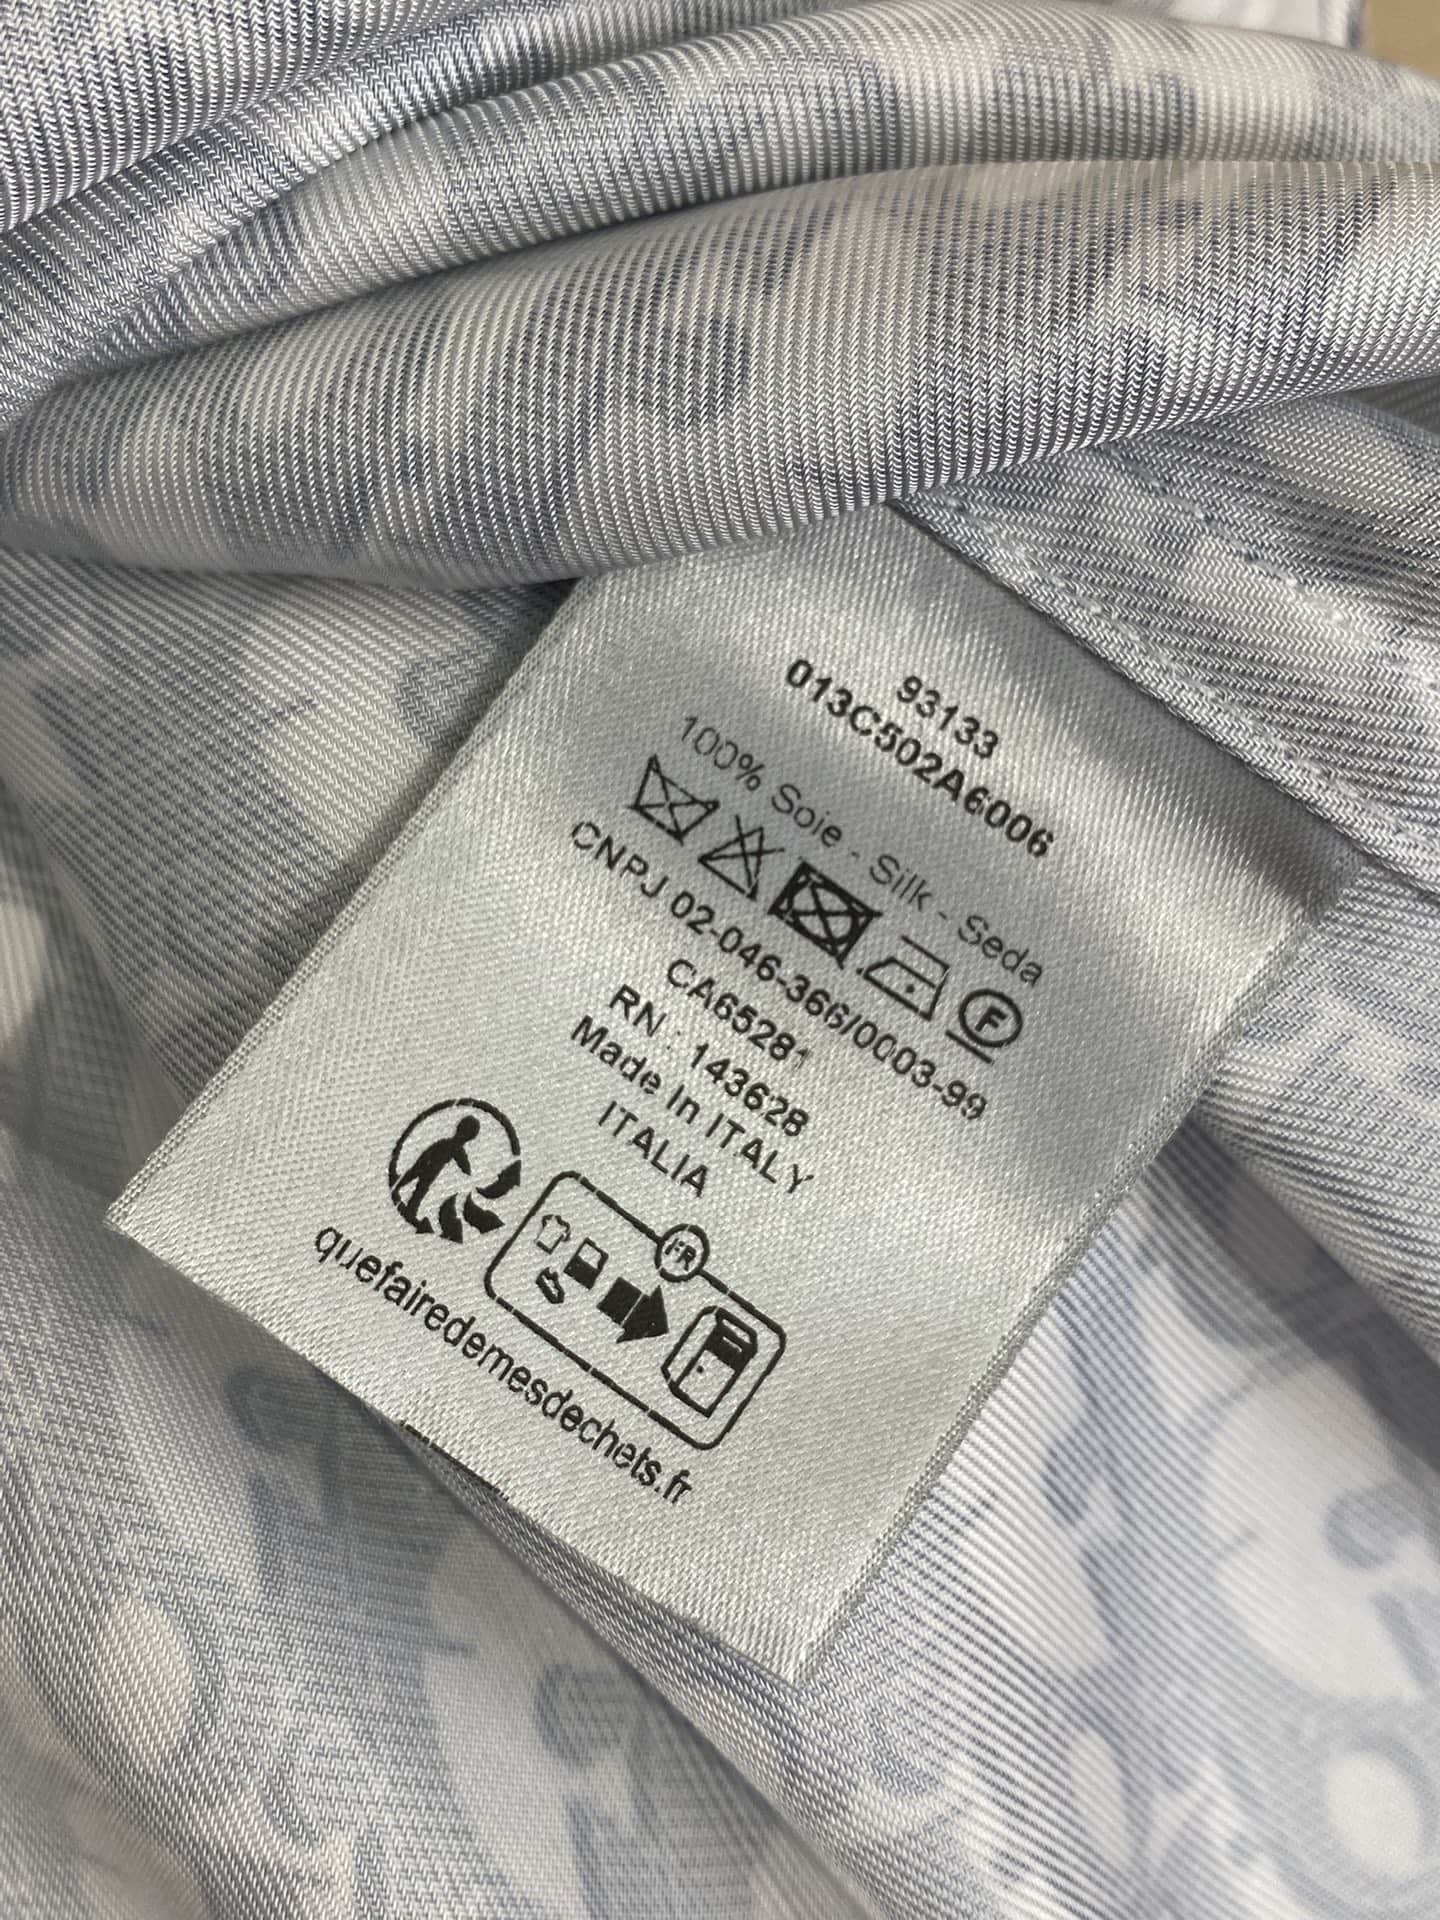 93133
013C502A6006
100% Soie - Silk - Seda
F
CNPJ 02-046-366/0003-99
CA65281
RN : 143628
Made In ITALY
ITALIA
FR
quefairedemesdechets.fr